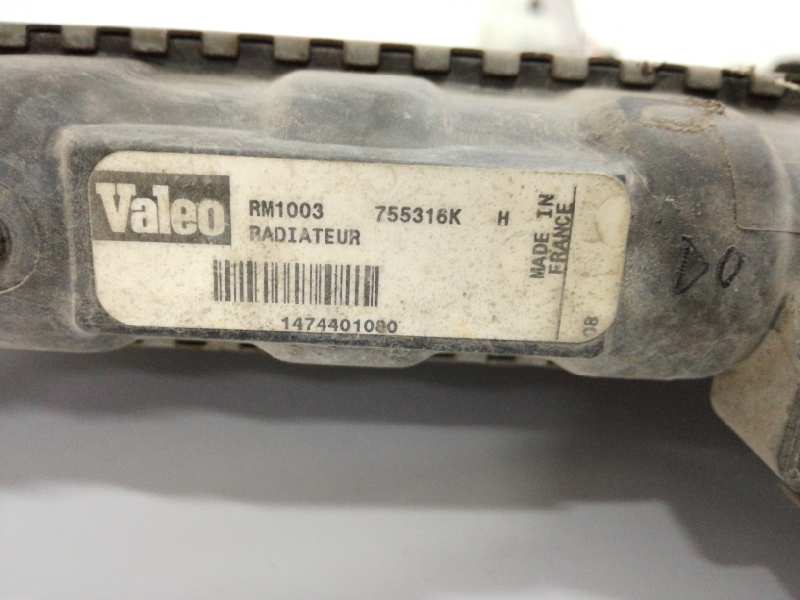 Valeo
RM1003 755316K H
RADIATEUR
MADE IN
FRANCE
1474401080
08